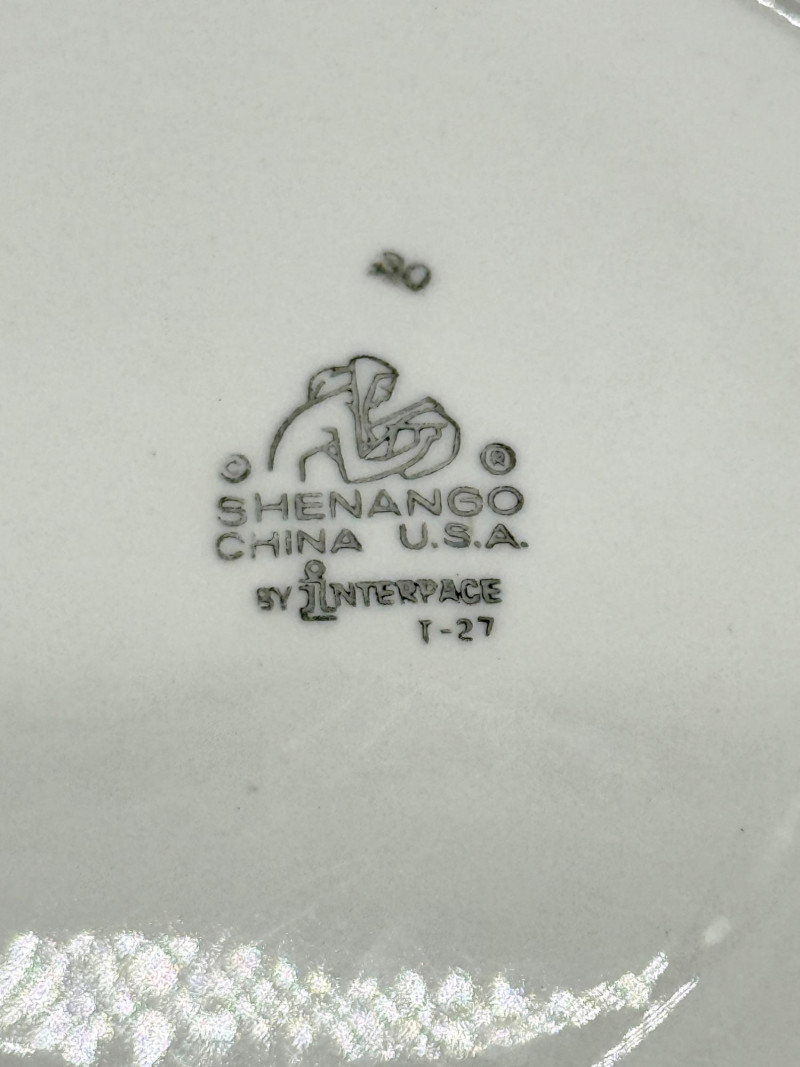 30
© ®
SHENANGO
CHINA U.S.A.
BY INTERPACE
T-27